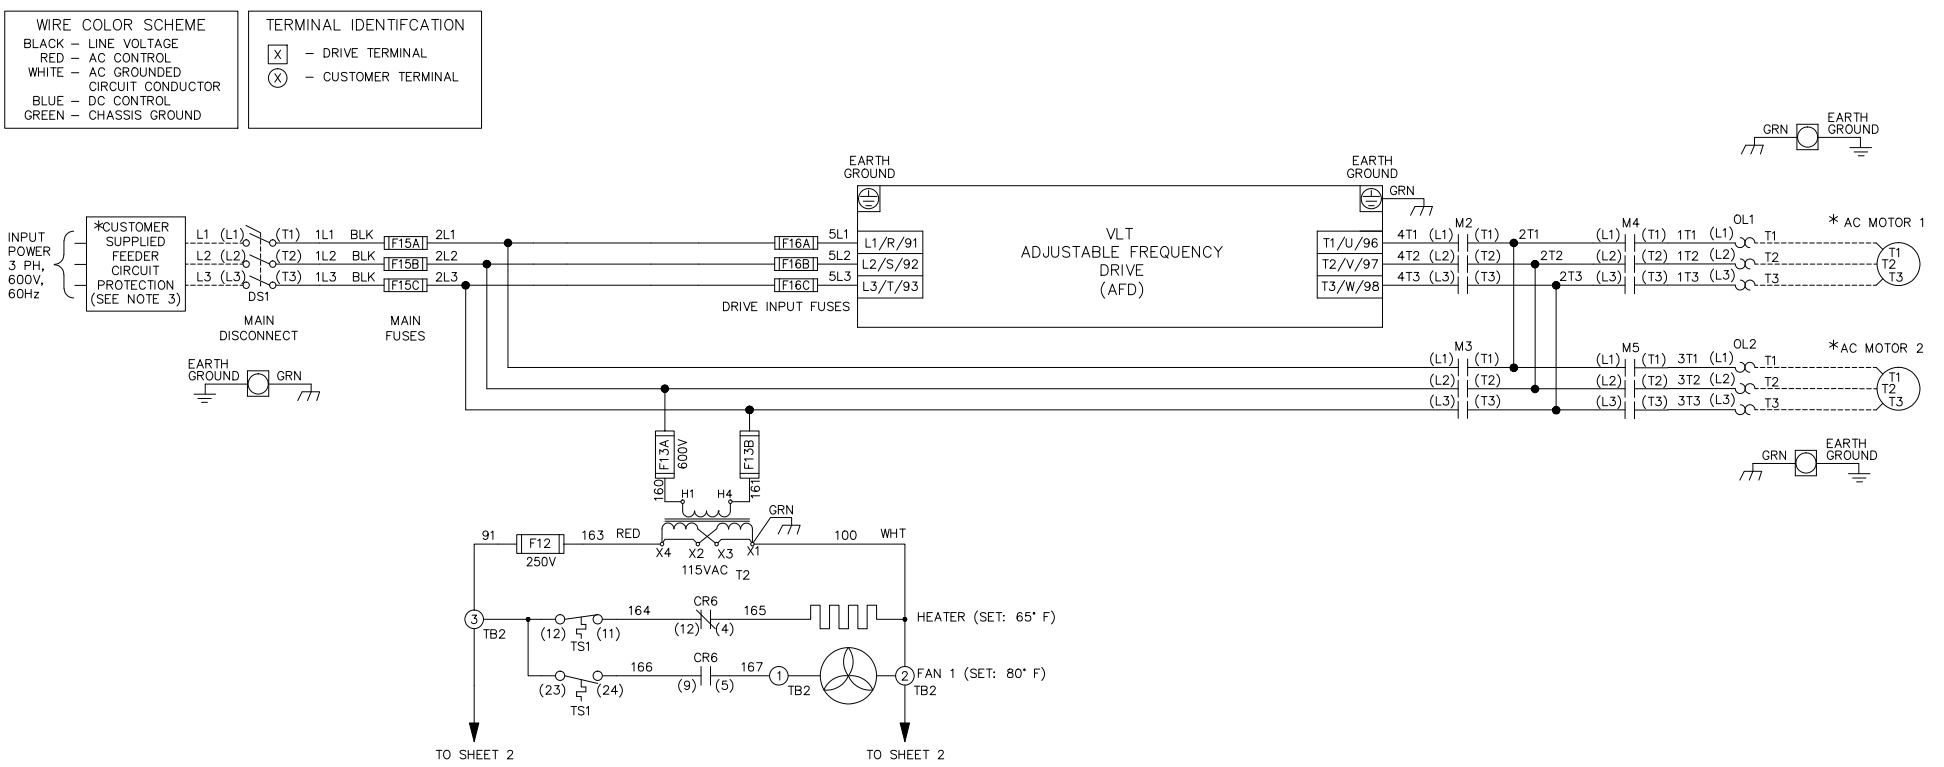 WIRE COLOR SCHEME
BLACK – LINE VOLTAGE
RED – AC CONTROL
WHITE – AC GROUNDED
CIRCUIT CONDUCTOR
BLUE – DC CONTROL
GREEN – CHASSIS GROUND
TERMINAL IDENTIFCATION
X – DRIVE TERMINAL
X – CUSTOMER TERMINAL
GRN
EARTH
GROUND
EARTH
GROUND
EARTH
GROUND
GRN
INPUT
POWER
3 PH,
600V,
60Hz
*CUSTOMER
SUPPLIED
FEEDER
CIRCUIT
PROTECTION
(SEE NOTE 3)
L1 (L1) (T1) 1L1 BLK F15A 2L1 F16A 5L1 L1/R/91
L2 (L2) (T2) 1L2 BLK F15B 2L2 F16B 5L2 L2/S/92
L3 (L3) (T3) 1L3 BLK F15C 2L3 F16C 5L3 L3/T/93
DS1
MAIN
DISCONNECT
MAIN
FUSES
DRIVE INPUT FUSES
VLT
ADJUSTABLE FREQUENCY
DRIVE
(AFD)
M2 M4 OL1 * AC MOTOR 1
T1/U/96 4T1 (L1) (T1) 2T1 (L1) (T1) 1T1 (L1) T1
T2/V/97 4T2 (L2) (T2) 2T2 (L2) (T2) 1T2 (L2) T2
T3/W/98 4T3 (L3) (T3) 2T3 (L3) (T3) 1T3 (L3) T3
T1
T2
T3
M3 M5 OL2 *AC MOTOR 2
(L1) (T1) (L1) (T1) 3T1 (L1) T1
(L2) (T2) (L2) (T2) 3T2 (L2) T2
(L3) (T3) (L3) (T3) 3T3 (L3) T3
T1
T2
T3
EARTH
GROUND
GRN
GRN
EARTH
GROUND
F13A
600V
F13B
160
161
H1 H4
GRN
91 F12 163 RED
250V
X4 X2 X3 X1
100 WHT
115VAC T2
3
TB2
164 CR6 165
(12) (11) (12) (4)
TS1
HEATER (SET: 65° F)
166 CR6 167 1 2 FAN 1 (SET: 80° F)
(23) (24) (9) (5) TB2 TB2
TS1
TO SHEET 2
TO SHEET 2